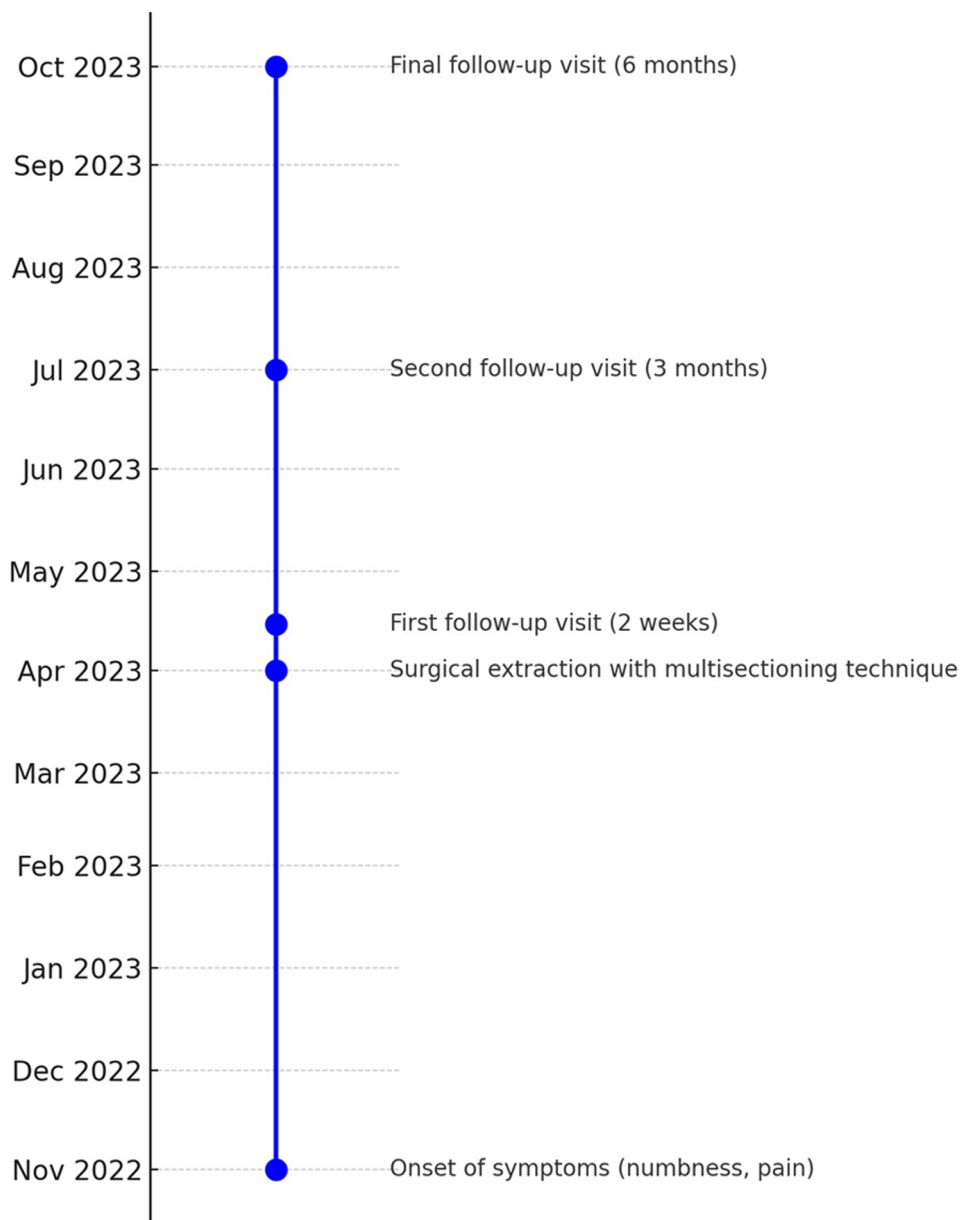 Oct 2023 Final follow-up visit (6 months)
Sep 2023
Aug 2023
Jul 2023 Second follow-up visit (3 months)
Jun 2023
May 2023
First follow-up visit (2 weeks)
Apr 2023 Surgical extraction with multisectioning technique
Mar 2023
Feb 2023
Jan 2023
Dec 2022
Nov 2022 Onset of symptoms (numbness, pain)